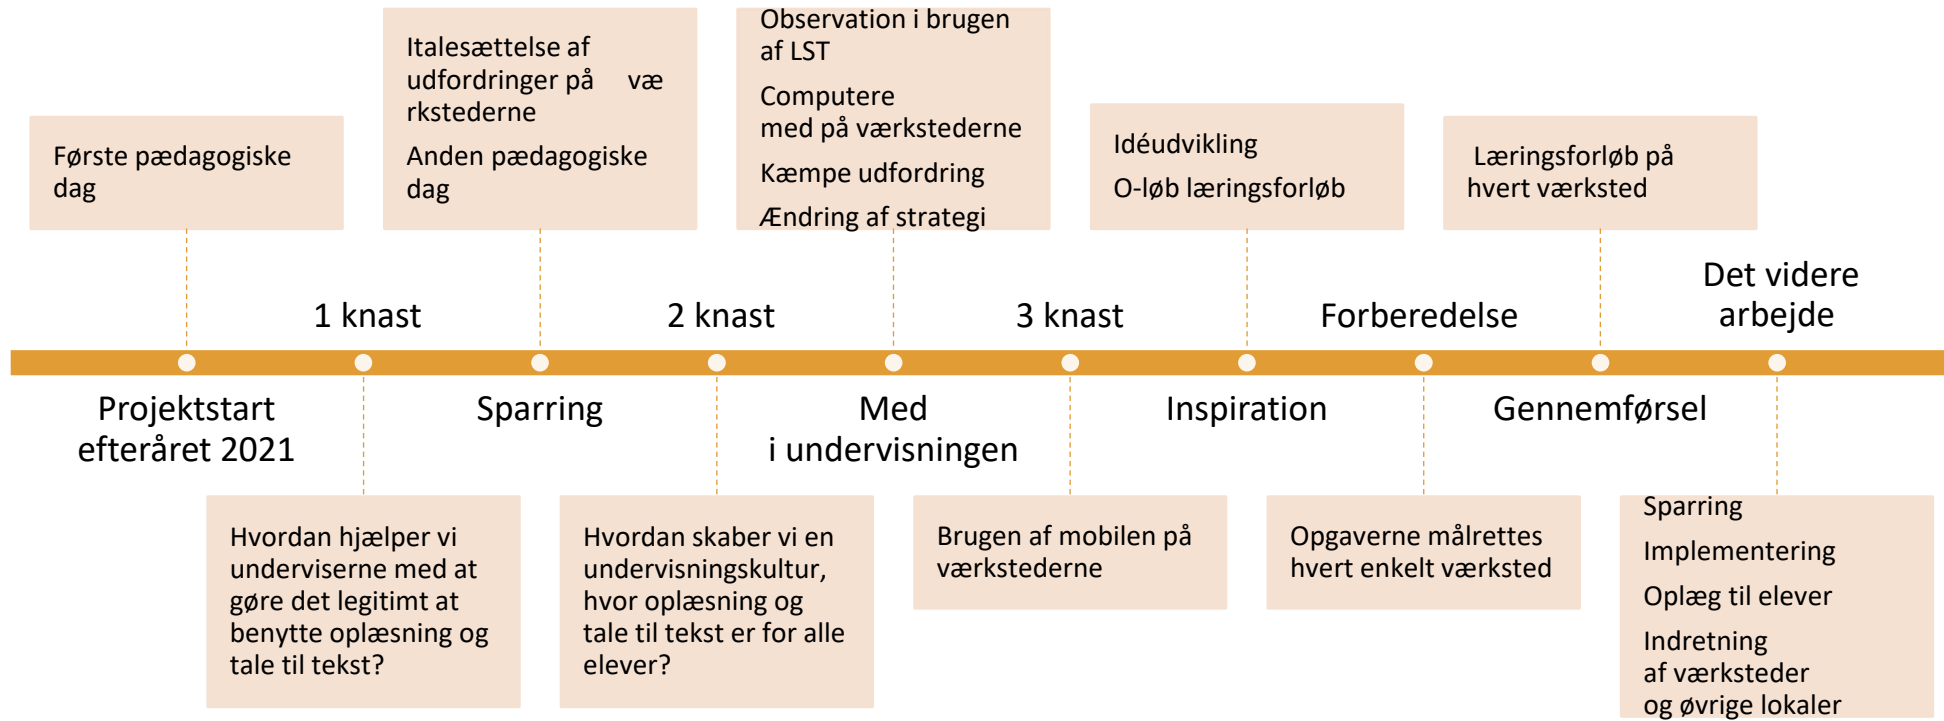 Første pædagogiske
dag
Italesættelse af
udfordringer på væ
rkstederne
Anden pædagogiske
dag
Observation i brugen
af LST
Computere
med på værkstederne
Kæmpe udfordring
Ændring af strategi
Idéudvikling
O-løb læringsforløb
Læringsforløb på
hvert værksted
1 knast
2 knast
3 knast
Forberedelse
Det videre
arbejde
Projektstart
efteråret 2021
Sparring
Med
i undervisningen
Inspiration
Gennemførsel
Hvordan hjælper vi
underviserne med at
gøre det legitimt at
benytte oplæsning og
tale til tekst?
Hvordan skaber vi en
undervisningskultur,
hvor oplæsning og
tale til tekst er for alle
elever?
Brugen af mobilen på
værkstederne
Opgaverne målrettes
hvert enkelt værksted
Sparring
Implementering
Oplæg til elever
Indretning
af værksteder
og øvrige lokaler